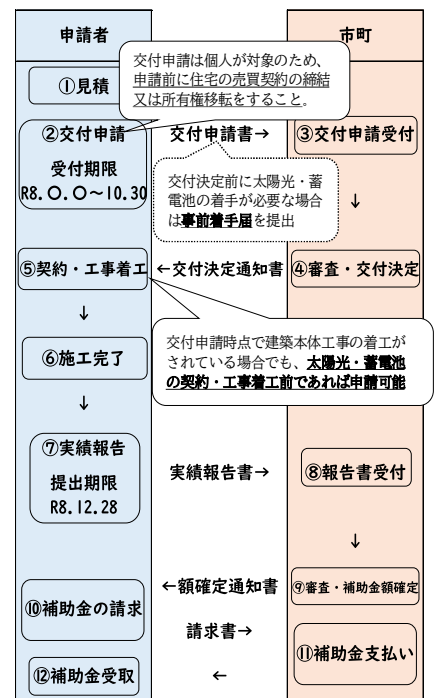 申請者
市町
①見積
交付申請は個人が対象のため、
申請前に住宅の売買契約の締結
又は所有権移転をすること。
②交付申請
受付期限
R8.〇.〇～10.30
交付申請書→
③交付申請受付
交付決定前に太陽光・蓄
電池の着手が必要な場合
は事前着手届を提出
↓
⑤契約・工事着工
←交付決定通知書
④審査・交付決定
↓
交付申請時点で建築本体工事の着工が
されている場合でも、太陽光・蓄電池
の契約・工事着工前であれば申請可能
⑥施工完了
↓
⑦実績報告
提出期限
R8.12.28
実績報告書→
⑧報告書受付
↓
←額確定通知書
⑨審査・補助金額確定
⑩補助金の請求
請求書→
⑪補助金支払い
⑫補助金受取
←